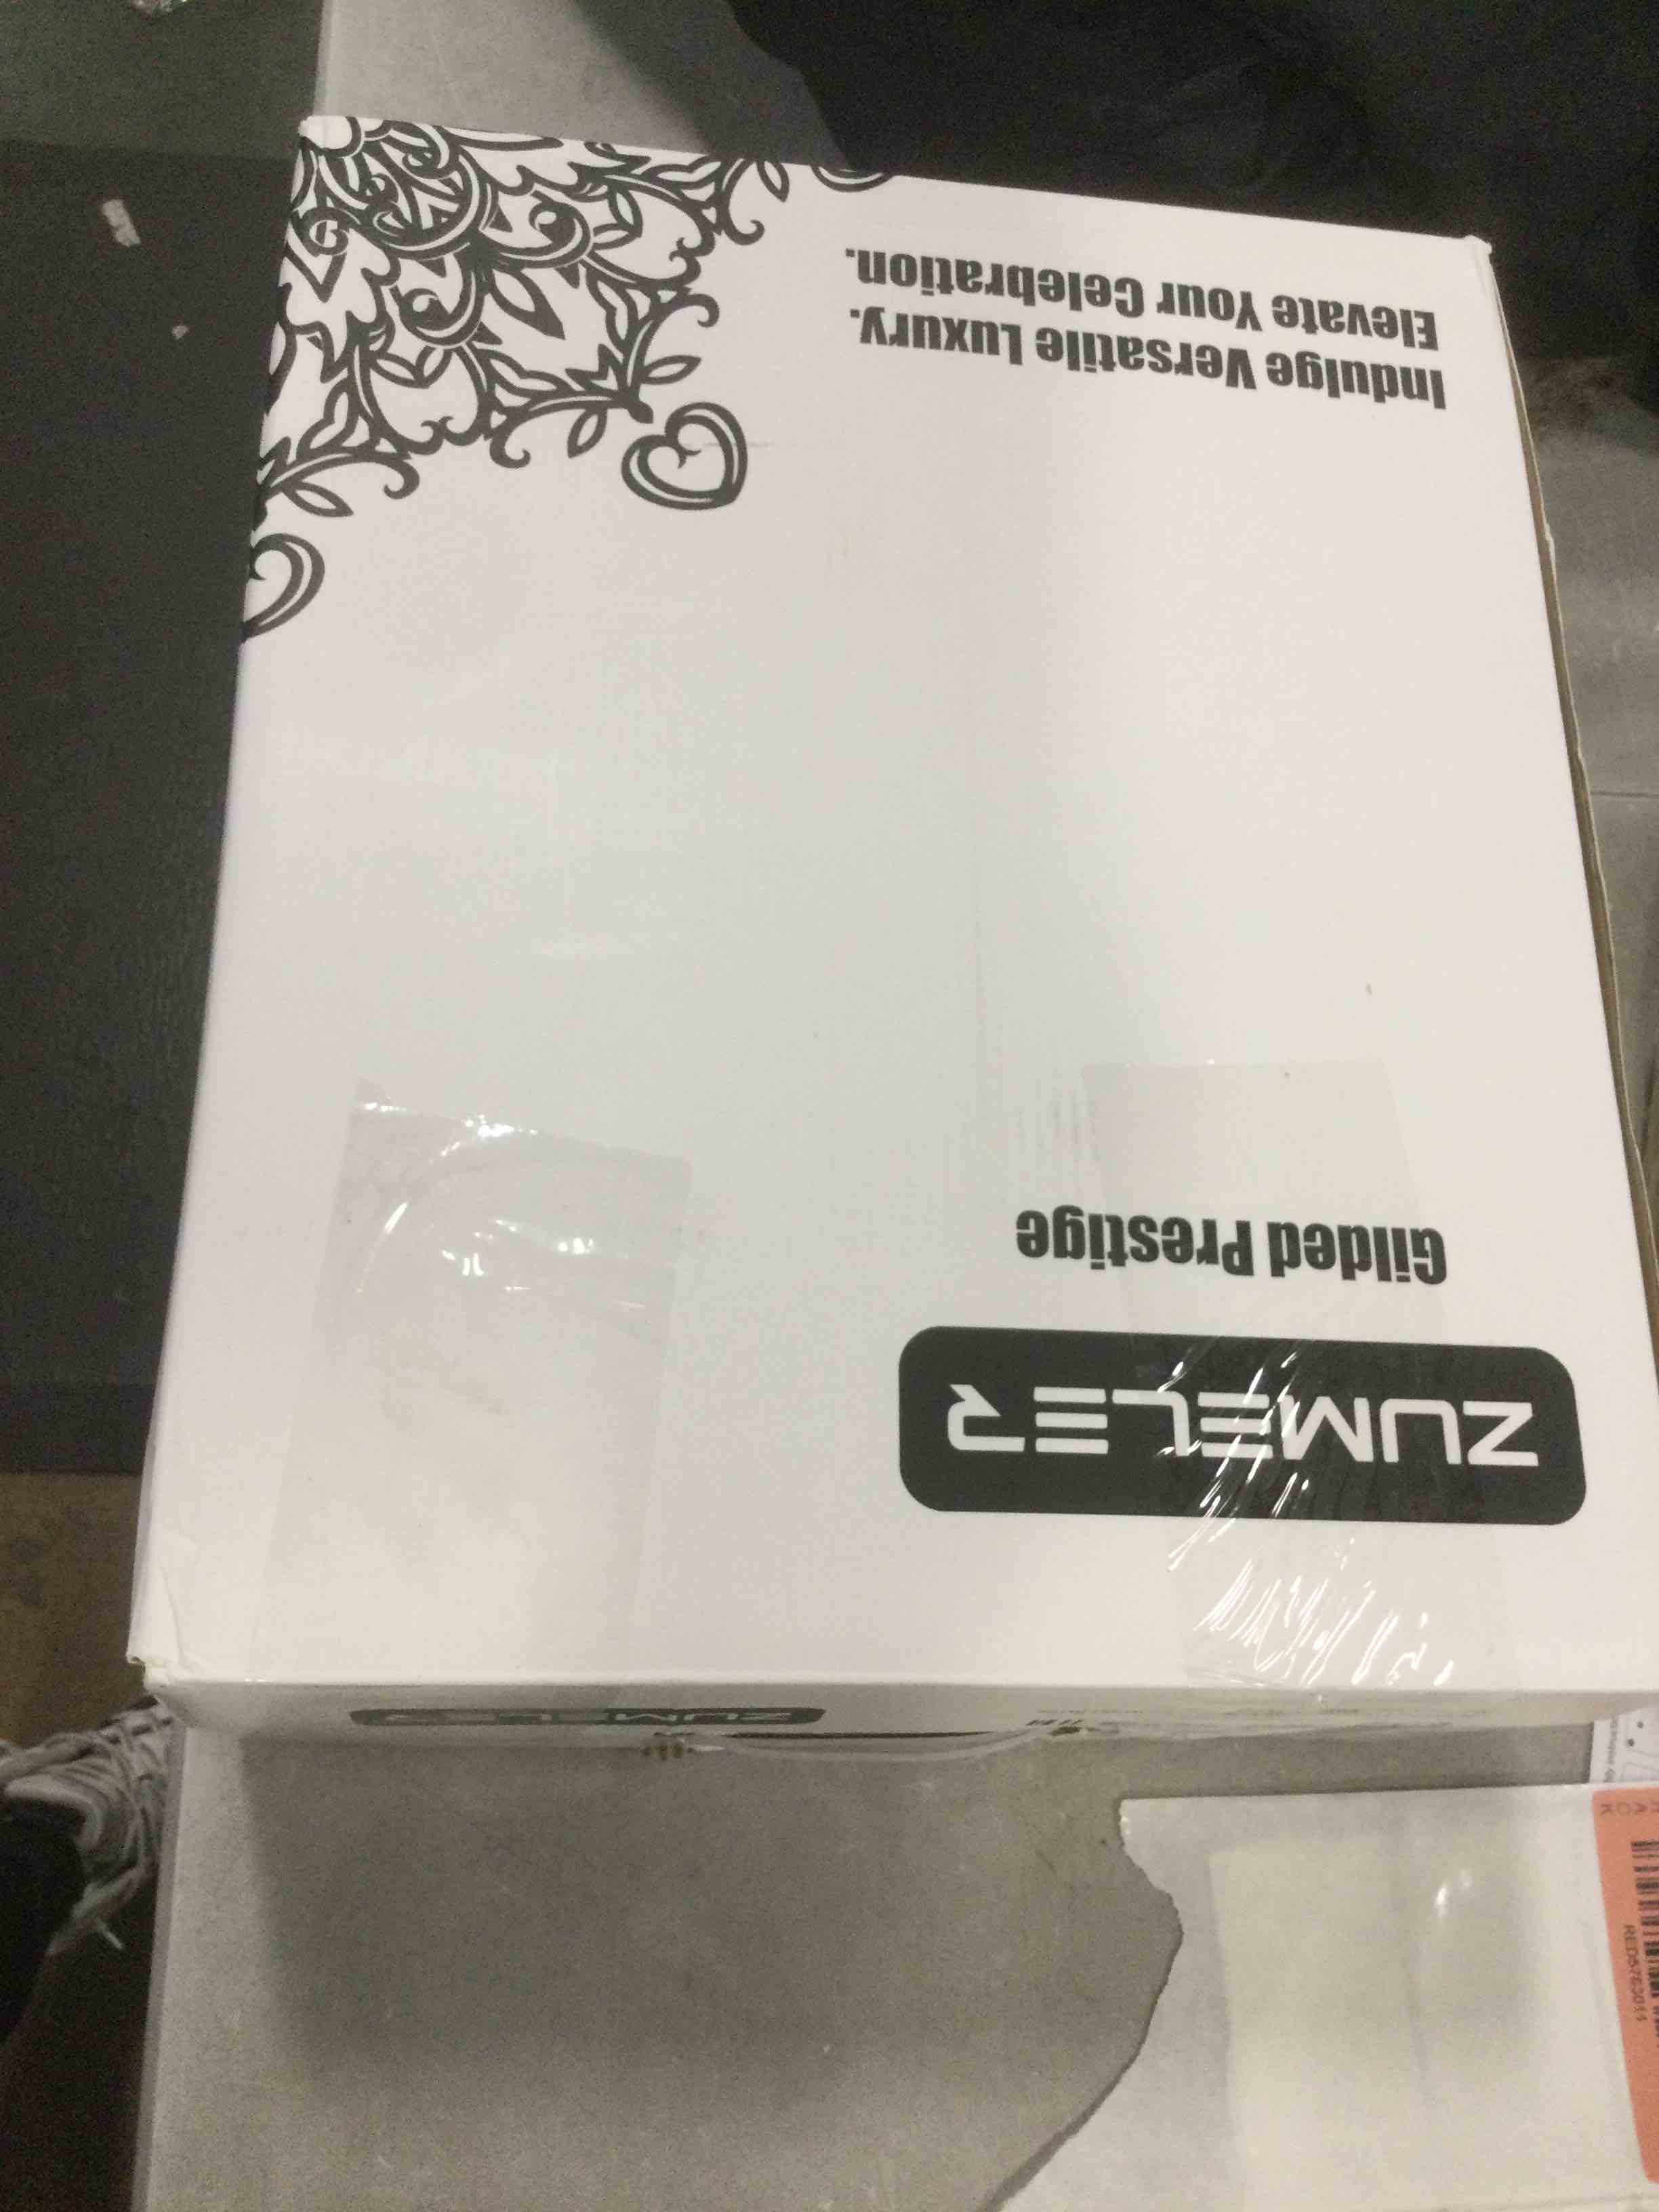 ZUMELER
Gilded Prestige
Indulge Versatile Luxury.
Elevate Your Celebration.